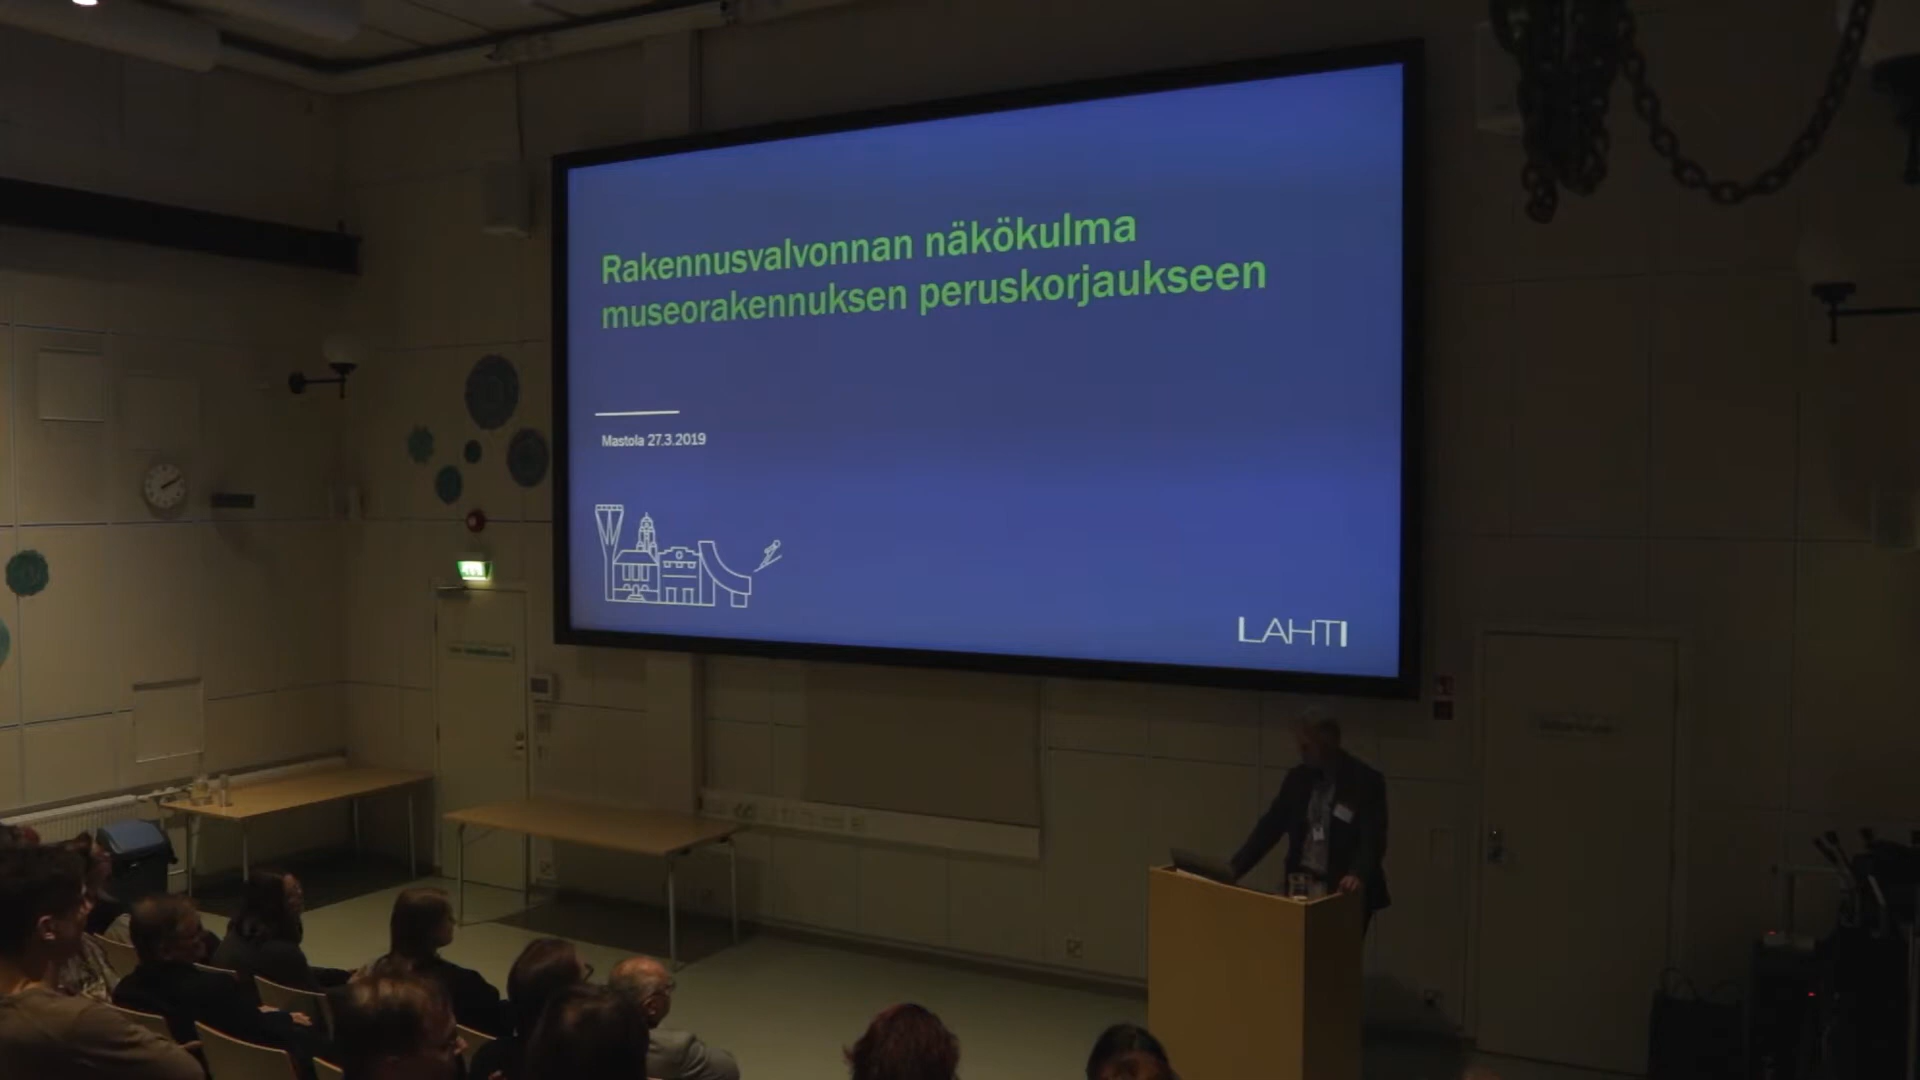 Rakennusvalvonnan näkökulma
museorakennuksen peruskorjaukseen
Mastola 27.3.2019
LAHTI